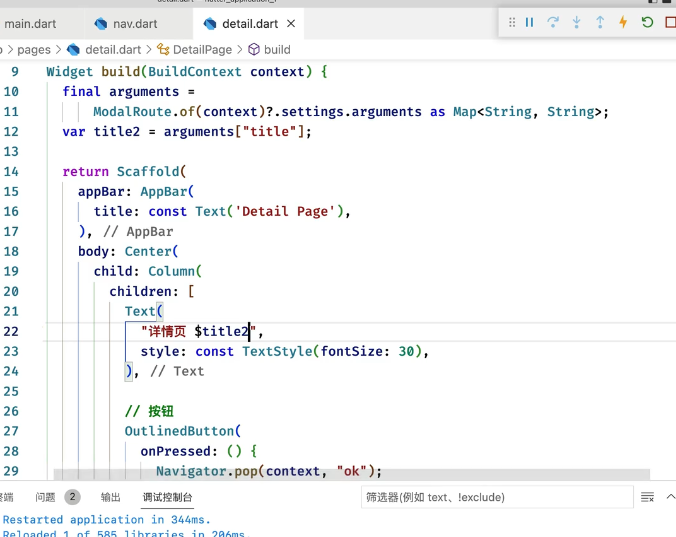 main.dart nav.dart detail.dart
pages > detail.dart > DetailPage > build
9 Widget build(BuildContext context) {
10 final arguments =
11 ModalRoute.of(context)?.settings.arguments as Map<String, String>;
12 var title2 = arguments["title"];
13
14 return Scaffold(
15 appBar: AppBar(
16 title: const Text('Detail Page'),
17 ), // AppBar
18 body: Center(
19 child: Column(
20 children: [
21 Text(
22 "详情页 $title2",
23 style: const TextStyle(fontSize: 30),
24 ), // Text
25
26 // 按钮
27 OutlinedButton(
28 onPressed: () {
29 Navigator.pop(context, "ok");
问题 2 输出 调试控制台 筛选器(例如 text、!exclude)
Restarted application in 344ms.
Reloaded 1 of 585 libraries in 206ms.